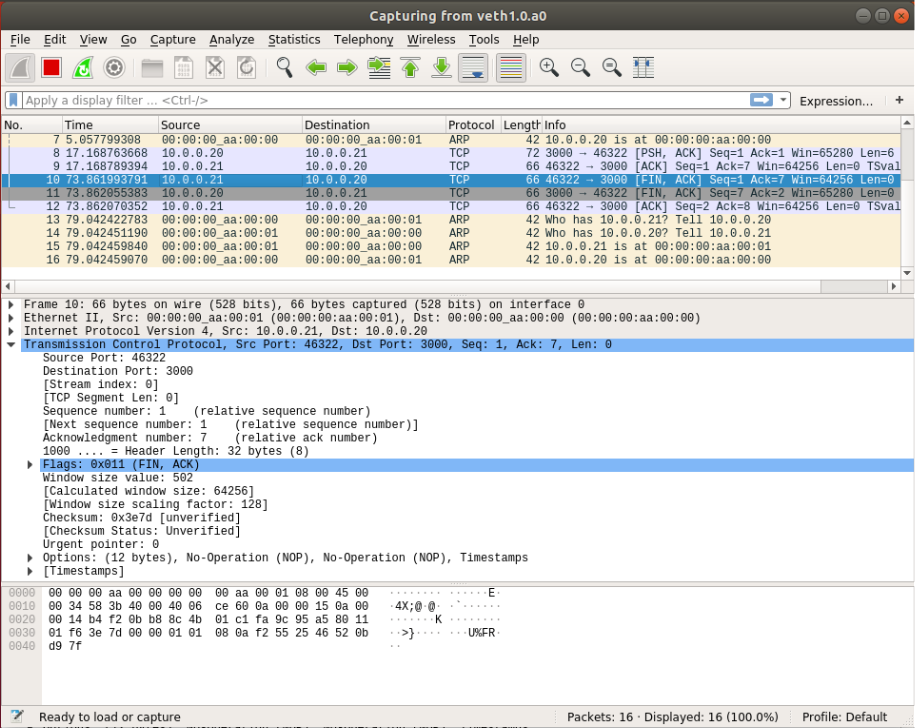 Capturing from veth1.0.a0
File Edit View Go Capture Analyze Statistics Telephony Wireless Tools Help
Apply a display filter … <Ctrl-/> Expression… +
No. Time Source Destination Protocol Length Info
7 5.057799308 00:00:00_aa:00:00 00:00:00_aa:00:01 ARP 42 10.0.0.20 is at 00:00:00:aa:00:00
8 17.168763668 10.0.0.20 10.0.0.21 TCP 72 3000 → 46322 [PSH, ACK] Seq=1 Ack=1 Win=65280 Len=6
9 17.168789394 10.0.0.21 10.0.0.20 TCP 66 46322 → 3000 [ACK] Seq=1 Ack=7 Win=64256 Len=0 TSval
10 73.861993791 10.0.0.21 10.0.0.20 TCP 66 46322 → 3000 [FIN, ACK] Seq=1 Ack=7 Win=64256 Len=0
11 73.862055383 10.0.0.20 10.0.0.21 TCP 66 3000 → 46322 [FIN, ACK] Seq=7 Ack=2 Win=65280 Len=0
12 73.862070352 10.0.0.21 10.0.0.20 TCP 66 46322 → 3000 [ACK] Seq=2 Ack=8 Win=64256 Len=0 TSval
13 79.042422783 00:00:00_aa:00:00 00:00:00_aa:00:01 ARP 42 Who has 10.0.0.21? Tell 10.0.0.20
14 79.042451190 00:00:00_aa:00:01 00:00:00_aa:00:00 ARP 42 Who has 10.0.0.20? Tell 10.0.0.21
15 79.042459840 00:00:00_aa:00:01 00:00:00_aa:00:00 ARP 42 10.0.0.21 is at 00:00:00:aa:00:01
16 79.042459070 00:00:00_aa:00:00 00:00:00_aa:00:01 ARP 42 10.0.0.20 is at 00:00:00:aa:00:00
Frame 10: 66 bytes on wire (528 bits), 66 bytes captured (528 bits) on interface 0
Ethernet II, Src: 00:00:00_aa:00:01 (00:00:00:aa:00:01), Dst: 00:00:00_aa:00:00 (00:00:00:aa:00:00)
Internet Protocol Version 4, Src: 10.0.0.21, Dst: 10.0.0.20
Transmission Control Protocol, Src Port: 46322, Dst Port: 3000, Seq: 1, Ack: 7, Len: 0
Source Port: 46322
Destination Port: 3000
[Stream index: 0]
[TCP Segment Len: 0]
Sequence number: 1 (relative sequence number)
[Next sequence number: 1 (relative sequence number)]
Acknowledgment number: 7 (relative ack number)
1000 .... = Header Length: 32 bytes (8)
Flags: 0x011 (FIN, ACK)
Window size value: 502
[Calculated window size: 64256]
[Window size scaling factor: 128]
Checksum: 0x3e7d [unverified]
[Checksum Status: Unverified]
Urgent pointer: 0
Options: (12 bytes), No-Operation (NOP), No-Operation (NOP), Timestamps
[Timestamps]
0000 00 00 00 aa 00 00 00 00 00 aa 00 01 08 00 45 00 ········ ······E·
0010 00 34 58 3b 40 00 40 06 ce 60 0a 00 00 15 0a 00 ·4X;@·@· ·`······
0020 00 14 b4 f2 0b b8 8c 4b 01 c1 fa 9c 95 a5 80 11 ·······K ········
0030 01 f6 3e 7d 00 00 01 01 08 0a f2 55 25 46 52 0b ··>}···· ···U%FR·
0040 d9 7f ··
Ready to load or capture Packets: 16 · Displayed: 16 (100.0%) Profile: Default